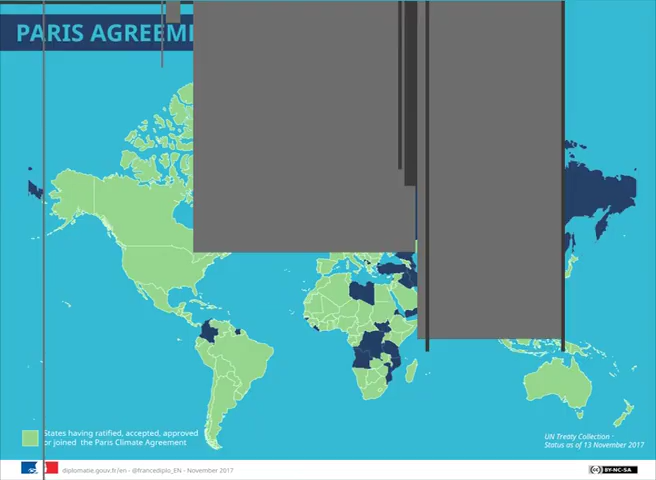 PARIS
States having ratified, accepted, approved
or joined the Paris Climate Agreement
UN Treaty Collection -
Status as of 13 November 2017
diplomatie.gouv.fr/en - @francediplo_EN - November 2017
cc BY-NC-SA